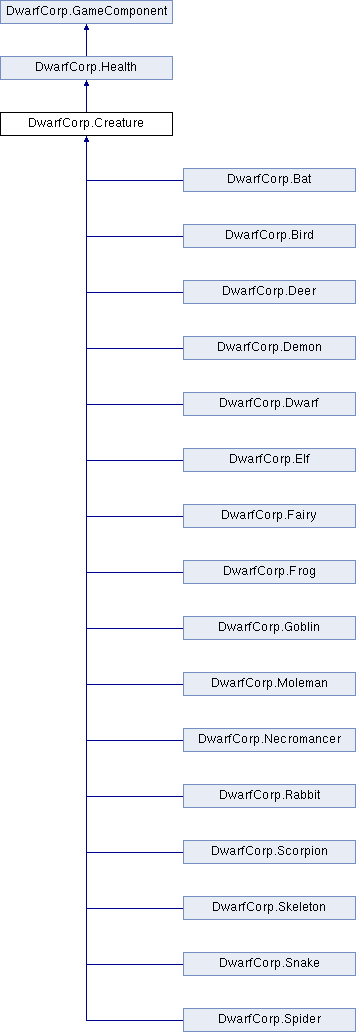 DwarfCorp.GameComponent
DwarfCorp.Health
DwarfCorp.Creature
DwarfCorp.Bat
DwarfCorp.Bird
DwarfCorp.Deer
DwarfCorp.Demon
DwarfCorp.Dwarf
DwarfCorp.Elf
DwarfCorp.Fairy
DwarfCorp.Frog
DwarfCorp.Goblin
DwarfCorp.Moleman
DwarfCorp.Necromancer
DwarfCorp.Rabbit
DwarfCorp.Scorpion
DwarfCorp.Skeleton
DwarfCorp.Snake
DwarfCorp.Spider